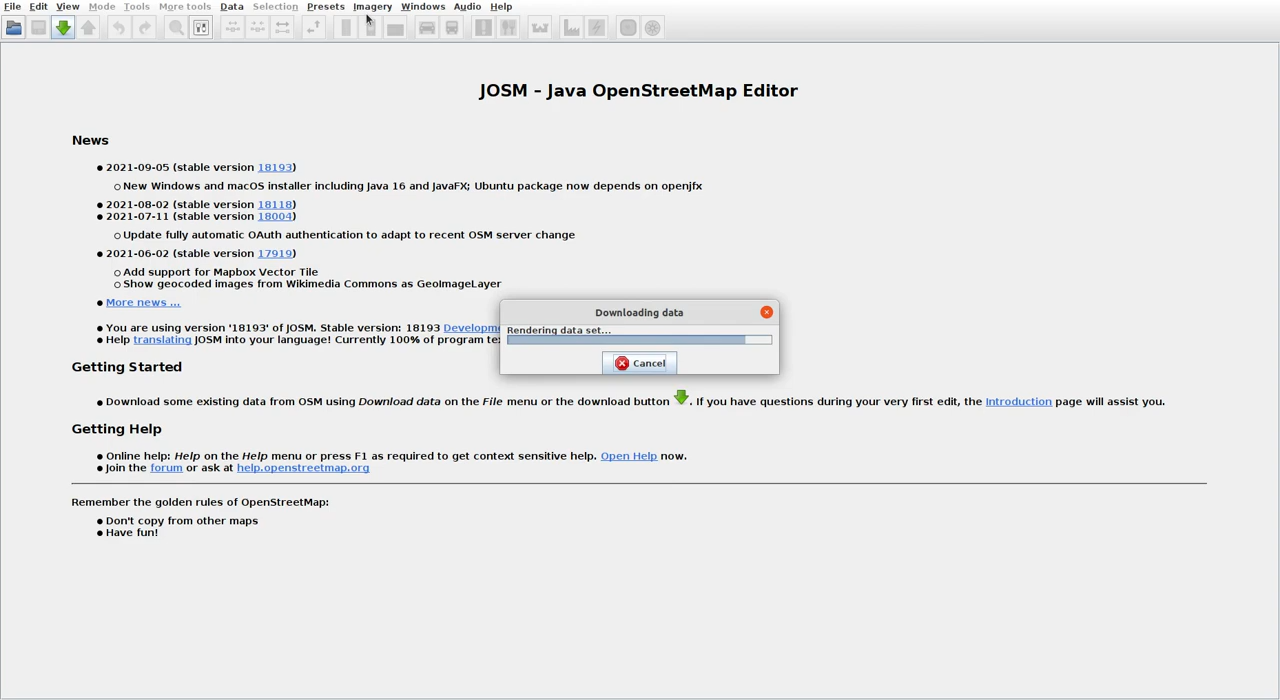 File Edit View Mode Tools More tools Data Selection Presets Imagery Windows Audio Help
JOSM – Java OpenStreetMap Editor
News
2021-09-05 (stable version 18193)
New Windows and macOS installer including Java 16 and JavaFX; Ubuntu package now depends on openjfx
2021-08-02 (stable version 18118)
2021-07-11 (stable version 18004)
Update fully automatic OAuth authentication to adapt to recent OSM server change
2021-06-02 (stable version 17919)
Add support for Mapbox Vector Tile
Show geocoded images from Wikimedia Commons as GeoImageLayer
More news ...
Downloading data
Rendering data set...
Cancel
You are using version '18193' of JOSM. Stable version: 18193
Help translating JOSM into your language! Currently 100% of program
Getting Started
Download some existing data from OSM using Download data on the File menu or the download button . If you have questions during your very first edit, the Introduction page will assist you.
Getting Help
Online help: Help on the Help menu or press F1 as required to get context sensitive help. Open Help now.
Join the forum or ask at help.openstreetmap.org
Remember the golden rules of OpenStreetMap:
Don't copy from other maps
Have fun!